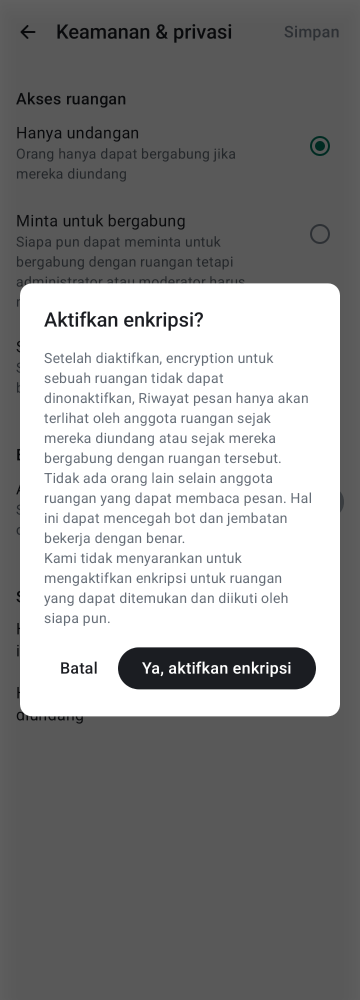 Keamanan & privasi
Simpan
Akses ruangan
Hanya undangan
Orang hanya dapat bergabung jika
mereka diundang
Minta untuk bergabung
Siapa pun dapat meminta untuk
bergabung dengan ruangan tetapi
administrator atau moderator harus
Aktifkan enkripsi?
Setelah diaktifkan, encryption untuk
sebuah ruangan tidak dapat
dinonaktifkan, Riwayat pesan hanya akan
terlihat oleh anggota ruangan sejak
mereka diundang atau sejak mereka
bergabung dengan ruangan tersebut.
Tidak ada orang lain selain anggota
ruangan yang dapat membaca pesan. Hal
ini dapat mencegah bot dan jembatan
bekerja dengan benar.
Kami tidak menyarankan untuk
mengaktifkan enkripsi untuk ruangan
yang dapat ditemukan dan diikuti oleh
siapa pun.
Batal
Ya, aktifkan enkripsi
diundang